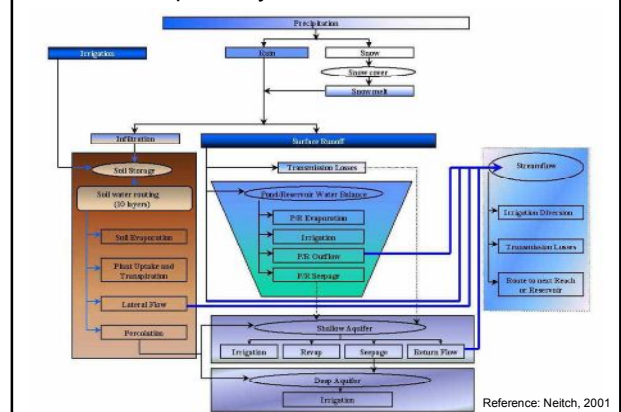 Precipitation
Irrigation
Rain
Snow
Snow cover
Snow melt
Infiltration
Surface Runoff
Soil Storage
Transmission Losses
Streamflow
Soil water routing
(10 layers)
Pond/Reservoir Water Balance
P/R Evaporation
Irrigation Diversion
Soil Evaporation
Irrigation
Transmission Losses
Plant Uptake and
Transpiration
P/R Outflow
P/R Seepage
Route to next Reach
or Reservoir
Lateral Flow
Percolation
Shallow Aquifer
Irrigation
Revap
Seepage
Return Flow
Deep Aquifer
Irrigation
Reference: Neitch, 2001